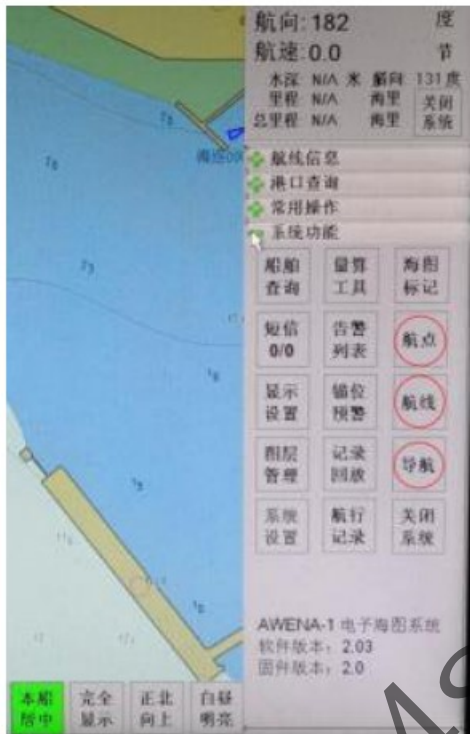 航向: 182 度
航速: 0.0 节
水深 N/A 米 艏向 131 度
里程 N/A 海里
总里程 N/A 海里
关闭
系统
航线信息
港口查询
常用操作
系统功能
船舶
查询
量算
工具
海图
标记
短信
0/0
告警
列表
航点
显示
设置
锚位
预警
航线
图层
管理
记录
回放
导航
系统
设置
航行
记录
关闭
系统
AWENA-1 电子海图系统
软件版本: 2.03
固件版本: 2.0
本船
居中
完全
显示
正北
向上
白昼
明亮